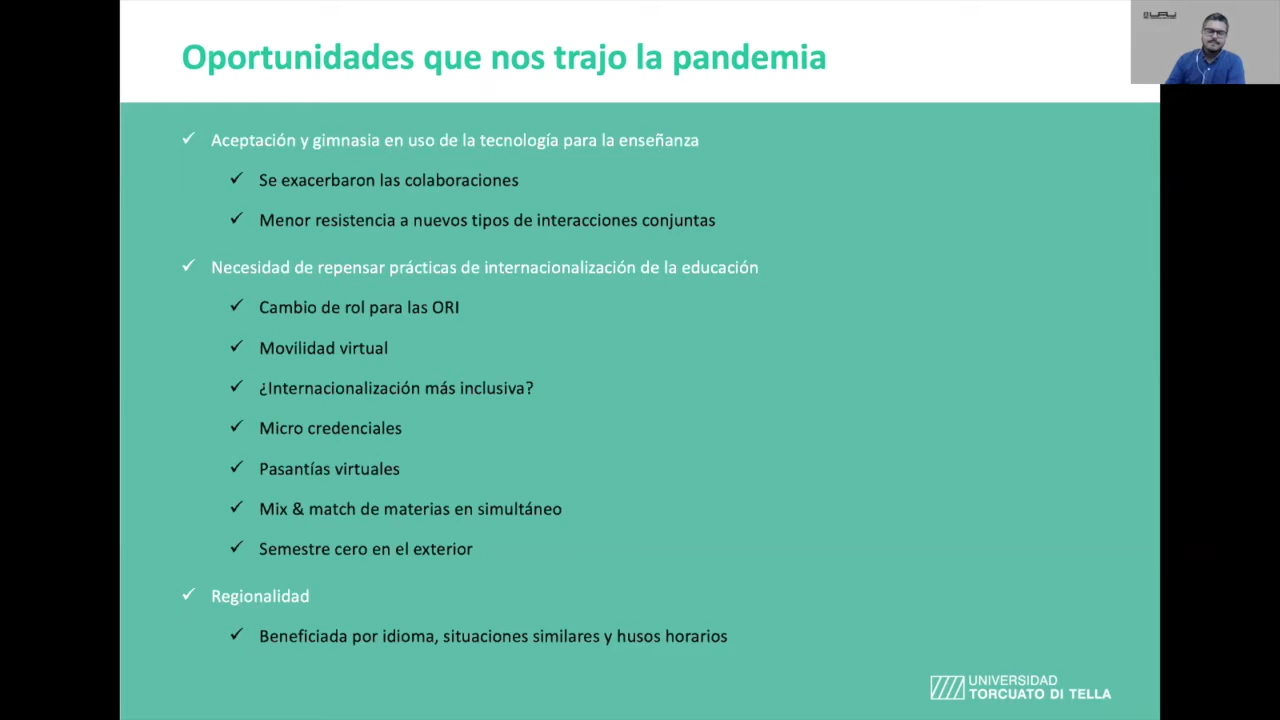 Oportunidades que nos trajo la pandemia
✓ Aceptación y gimnasia en uso de la tecnología para la enseñanza
✓ Se exacerbaron las colaboraciones
✓ Menor resistencia a nuevos tipos de interacciones conjuntas
✓ Necesidad de repensar prácticas de internacionalización de la educación
✓ Cambio de rol para las ORI
✓ Movilidad virtual
✓ ¿Internacionalización más inclusiva?
✓ Micro credenciales
✓ Pasantías virtuales
✓ Mix & match de materias en simultáneo
✓ Semestre cero en el exterior
✓ Regionalidad
✓ Beneficiada por idioma, situaciones similares y husos horarios
UNIVERSIDAD
TORCUATO DI TELLA